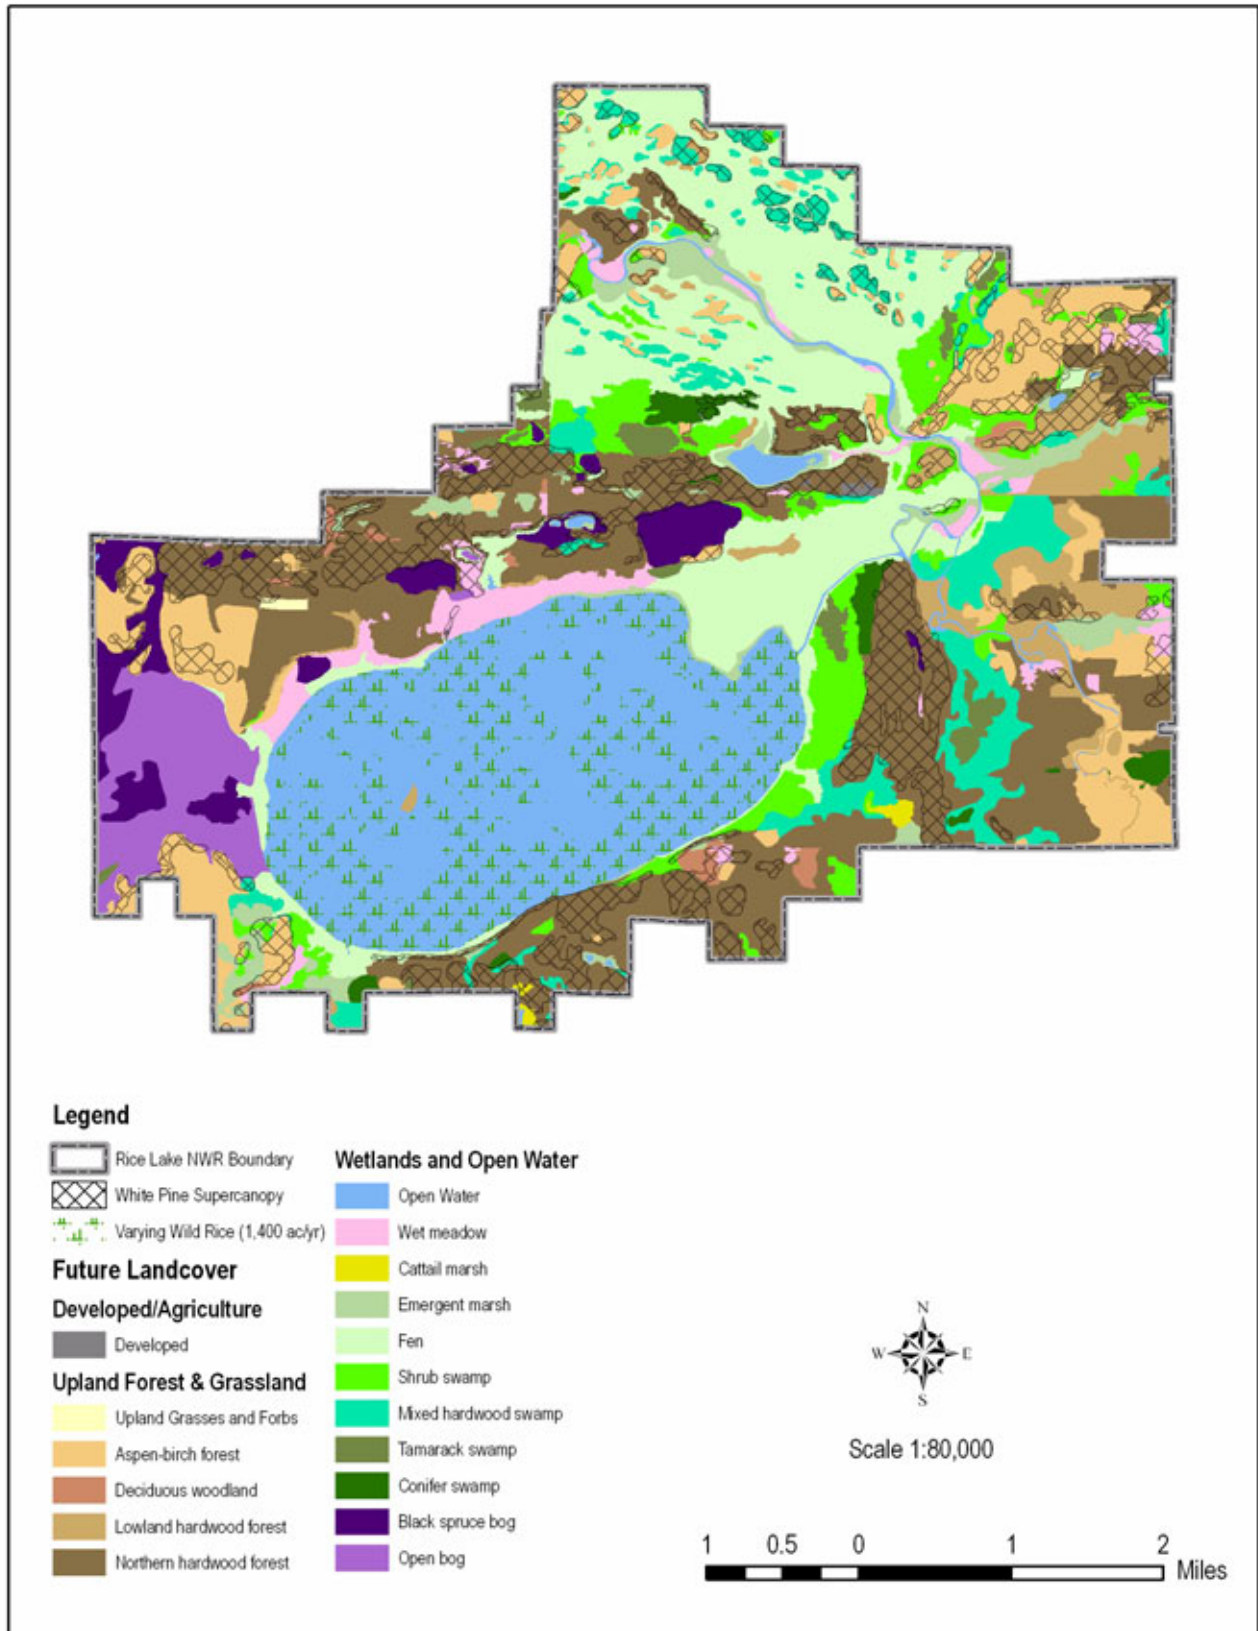 Legend
Rice Lake NWR Boundary
White Pine Supercanopy
Varying Wild Rice (1,400 ac/yr)
Future Landcover
Developed/Agriculture
Developed
Upland Forest & Grassland
Upland Grasses and Forbs
Aspen-birch forest
Deciduous woodland
Lowland hardwood forest
Northern hardwood forest
Wetlands and Open Water
Open Water
Wet meadow
Cattail marsh
Emergent marsh
Fen
Shrub swamp
Mixed hardwood swamp
Tamarack swamp
Conifer swamp
Black spruce bog
Open bog
N
W E
S
Scale 1:80,000
1 0.5 0 1 2
Miles